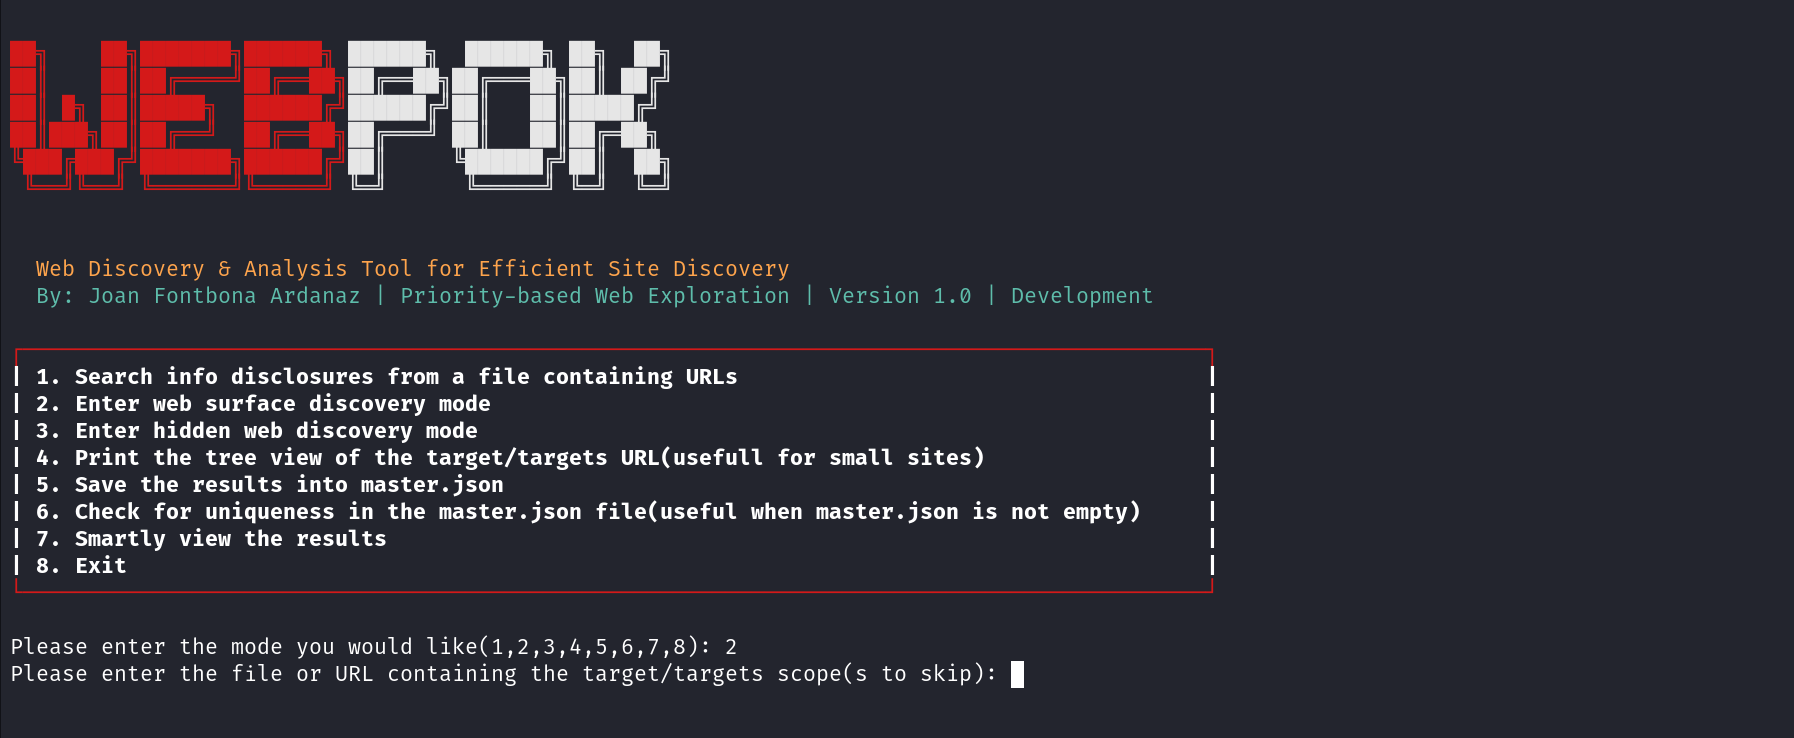 WEBPOK
Web Discovery & Analysis Tool for Efficient Site Discovery
By: Joan Fontbona Ardanaz | Priority-based Web Exploration | Version 1.0 | Development
1. Search info disclosures from a file containing URLs
2. Enter web surface discovery mode
3. Enter hidden web discovery mode
4. Print the tree view of the target/targets URL(usefull for small sites)
5. Save the results into master.json
6. Check for uniqueness in the master.json file(useful when master.json is not empty)
7. Smartly view the results
8. Exit
Please enter the mode you would like(1,2,3,4,5,6,7,8): 2
Please enter the file or URL containing the target/targets scope(s to skip):